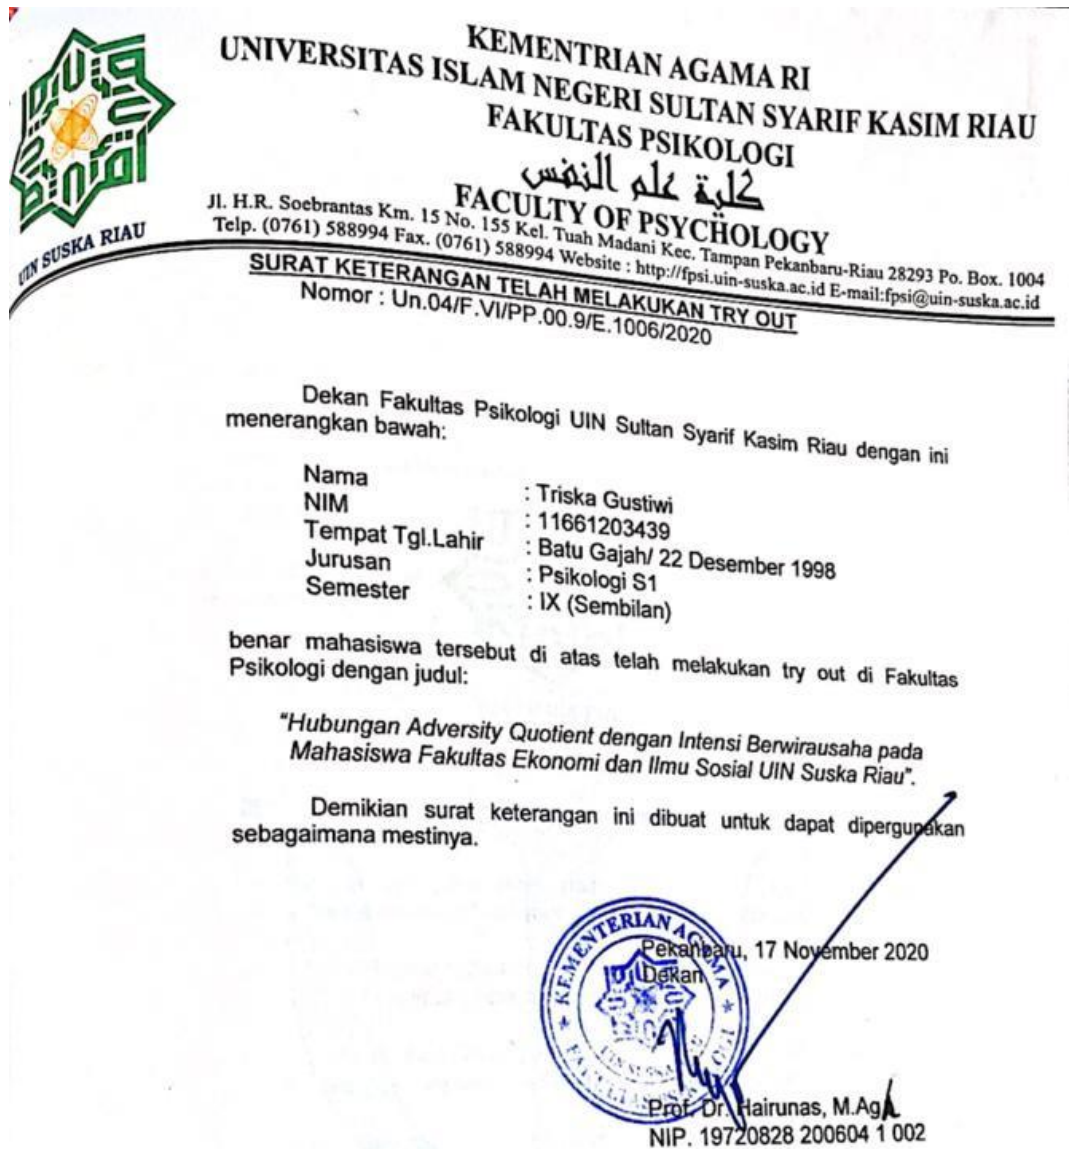 UIN SUSKA RIAU
KEMENTRIAN AGAMA RI
UNIVERSITAS ISLAM NEGERI SULTAN SYARIF KASIM RIAU
FAKULTAS PSIKOLOGI
كلية علم النفس
FACULTY OF PSYCHOLOGY
Jl. H.R. Soebrantas Km. 15 No. 155 Kel. Tuah Madani Kec. Tampan Pekanbaru-Riau 28293 Po. Box. 1004
Telp. (0761) 588994 Fax. (0761) 588994 Website : http://fpsi.uin-suska.ac.id E-mail:fpsi@uin-suska.ac.id
SURAT KETERANGAN TELAH MELAKUKAN TRY OUT
Nomor : Un.04/F.VI/PP.00.9/E.1006/2020
Dekan Fakultas Psikologi UIN Sultan Syarif Kasim Riau dengan ini
menerangkan bawah:
Nama : Triska Gustiwi
NIM : 11661203439
Tempat Tgl.Lahir : Batu Gajah/ 22 Desember 1998
Jurusan : Psikologi S1
Semester : IX (Sembilan)
benar mahasiswa tersebut di atas telah melakukan try out di Fakultas
Psikologi dengan judul:
“Hubungan Adversity Quotient dengan Intensi Berwirausaha pada
Mahasiswa Fakultas Ekonomi dan Ilmu Sosial UIN Suska Riau”.
Demikian surat keterangan ini dibuat untuk dapat dipergunakan
sebagaimana mestinya.
Pekanbaru, 17 November 2020
Dekan
KEMENTERIAN AGAMA
Prof. Dr. Hairunas, M.Ag
NIP. 19720828 200604 1 002